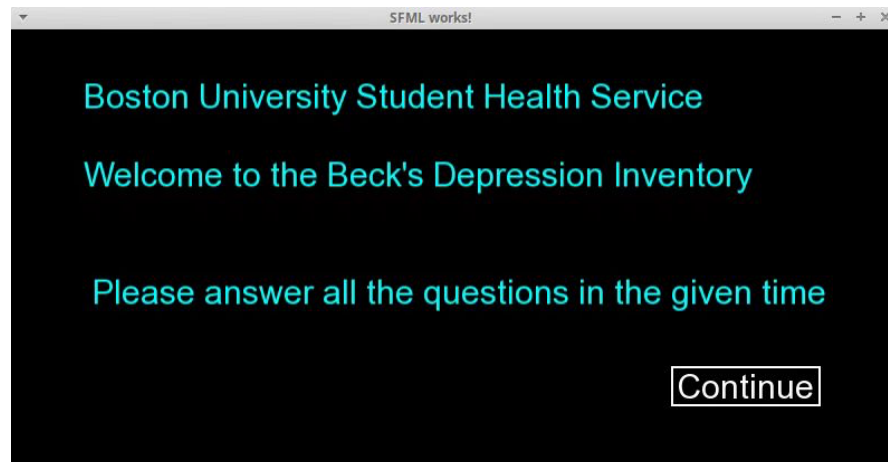 SFML works!
Boston University Student Health Service
Welcome to the Beck's Depression Inventory
Please answer all the questions in the given time
Continue